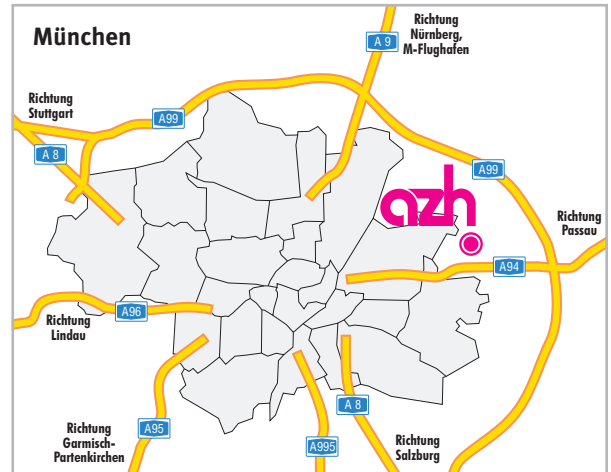 München
A 9
Richtung
Nürnberg,
M-Flughafen
Richtung
Stuttgart
A99
A 8
azh
A99
Richtung
Passau
A94
A96
Richtung
Lindau
Richtung
Garmisch-
Partenkirchen
A95
A995
A 8
Richtung
Salzburg